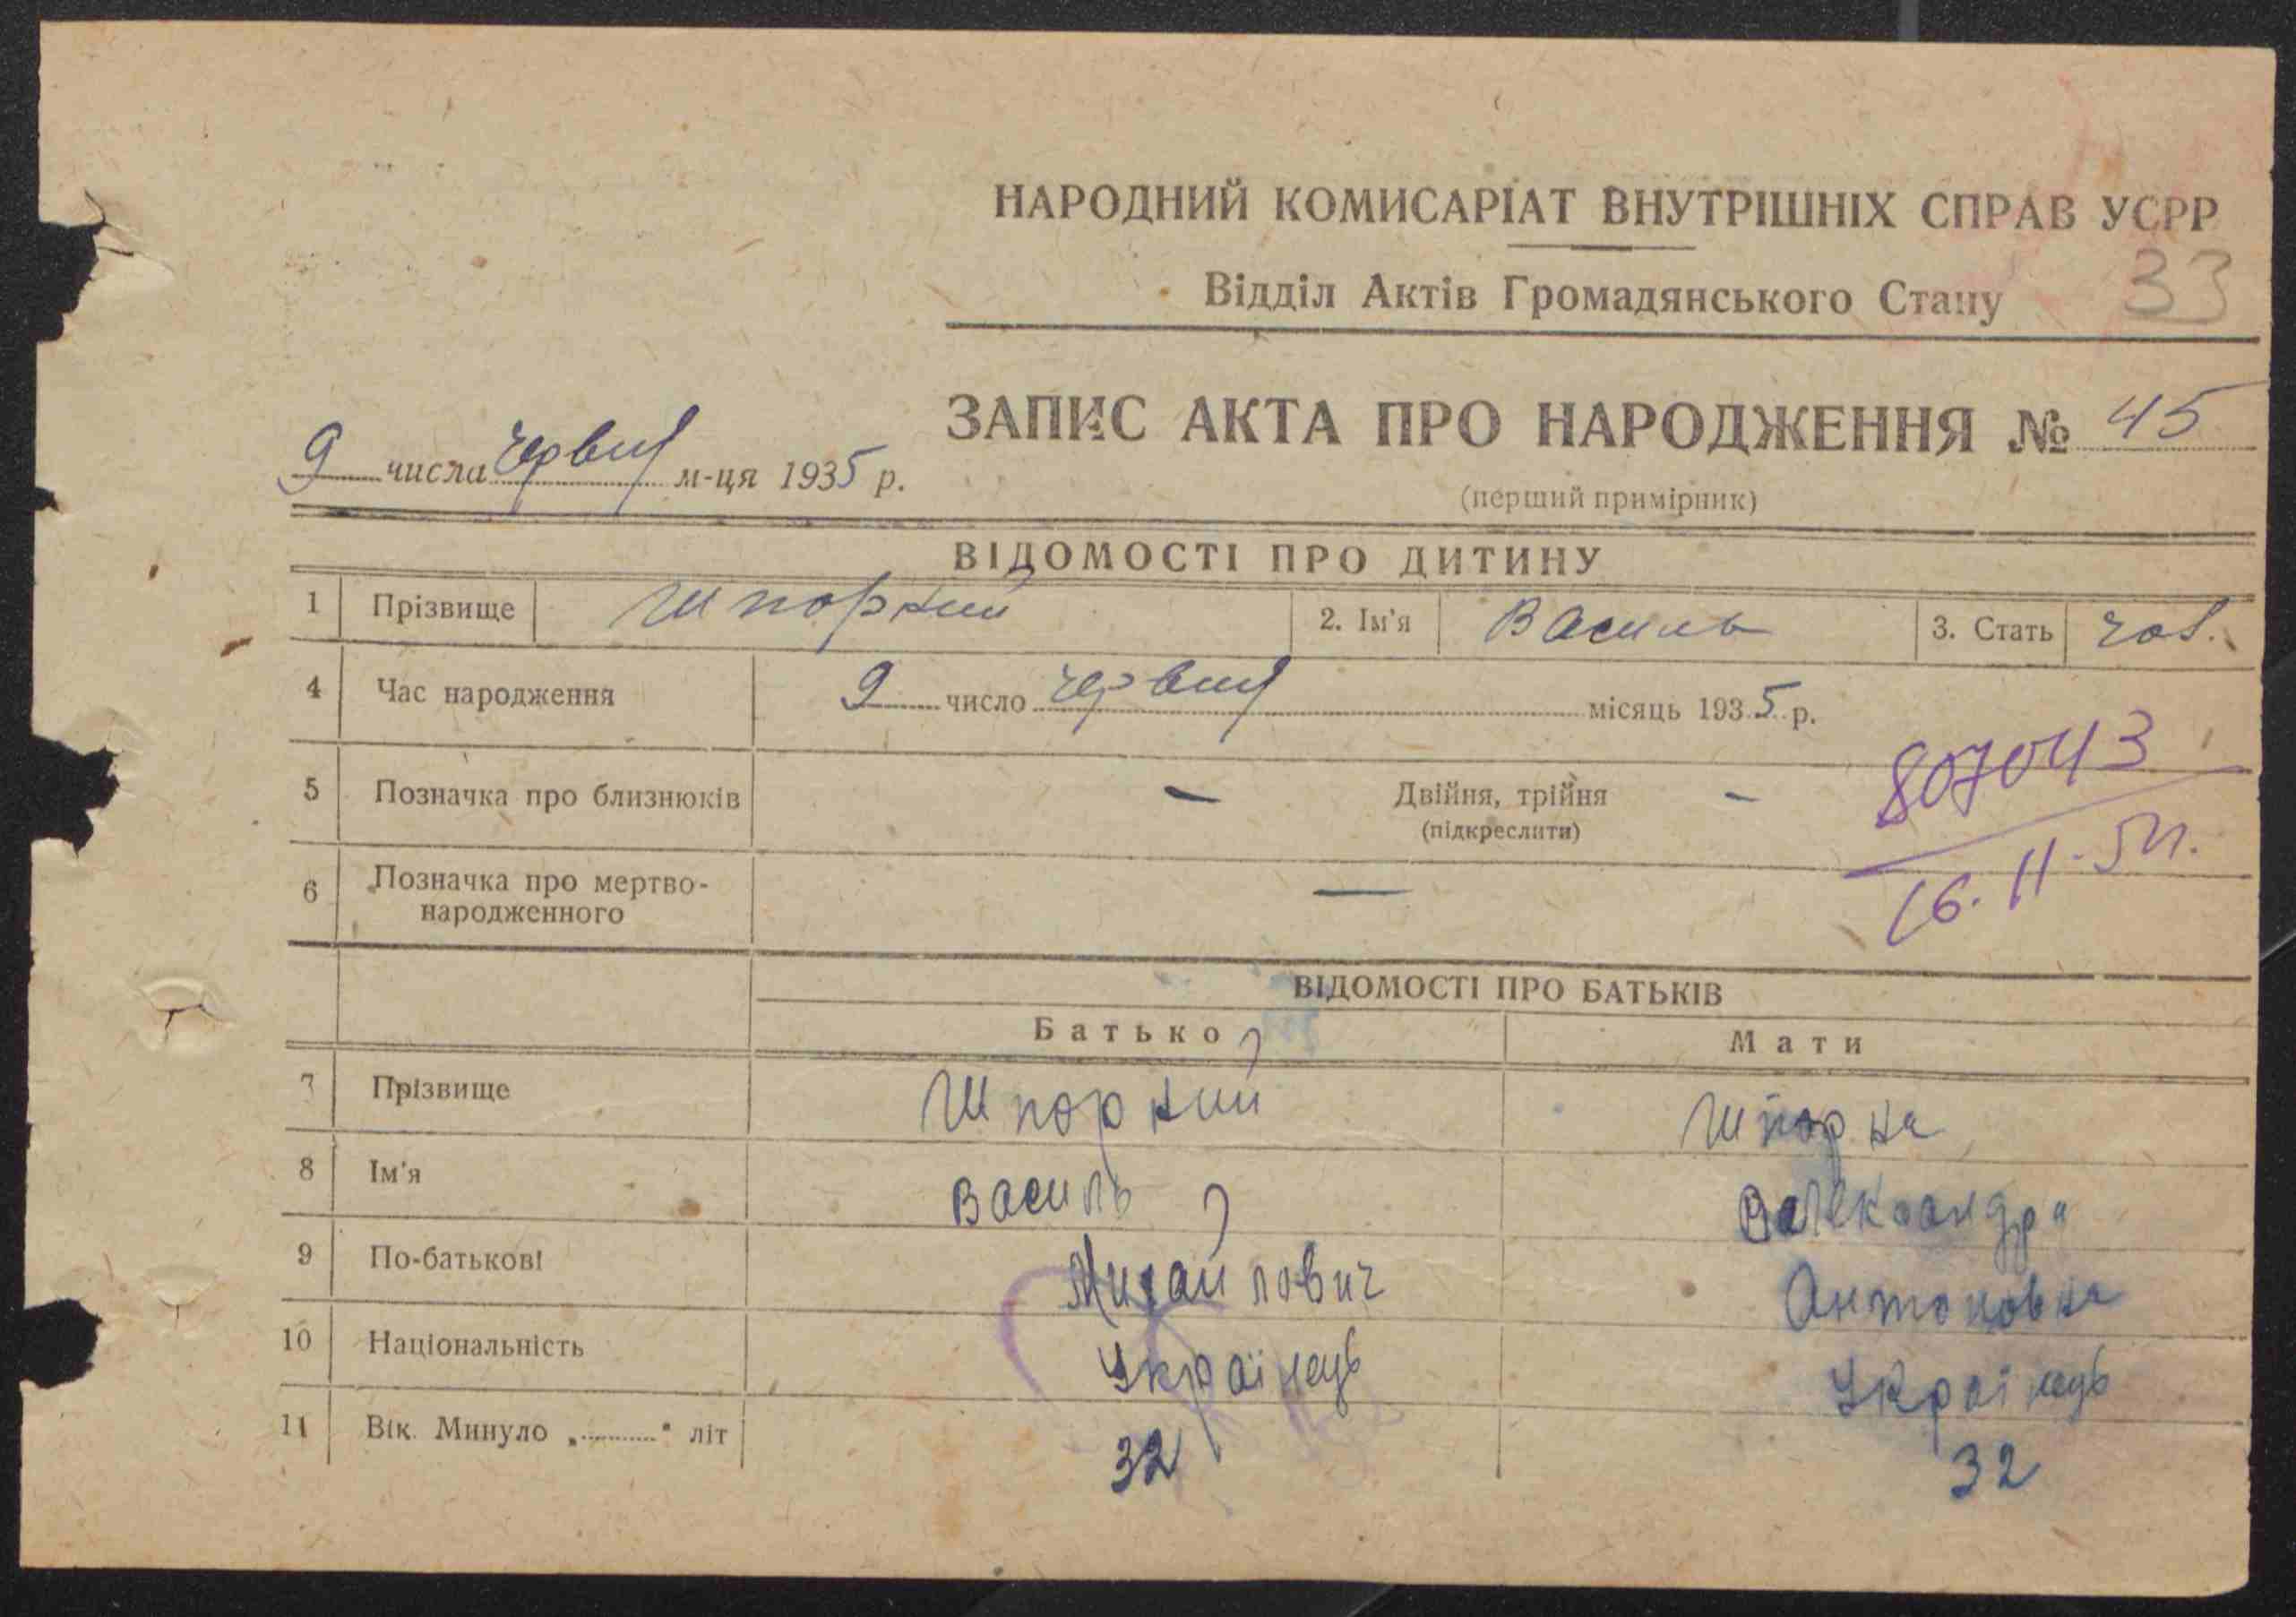 НАРОДНИЙ КОМИСАРІАТ ВНУТРІШНІХ СПРАВ УСРР
Відділ Актів Громадянського Стану 33
ЗАПИС АКТА ПРО НАРОДЖЕННЯ № 45
9 числа червня м-ця 1935 р.
(перший примірник)
ВІДОМОСТІ ПРО ДИТИНУ
1 Прізвище Шпорний 2. Ім'я Василь 3. Стать чол.
4 Час народження 9 число червня місяць 1935 р.
5 Позначка про близнюків — Двійня, трійня —
(підкреслити)
807043
16.11.54.
6 Позначка про мертво-
народженного —
ВІДОМОСТІ ПРО БАТЬКІВ
Батько Мати
7 Прізвище Шпорний Шпорна
8 Ім'я Василь Олександра
9 По-батькові Михайлович Антоновна
10 Національність Українець Українець
11 Вік. Минуло „..........“ літ 32 32